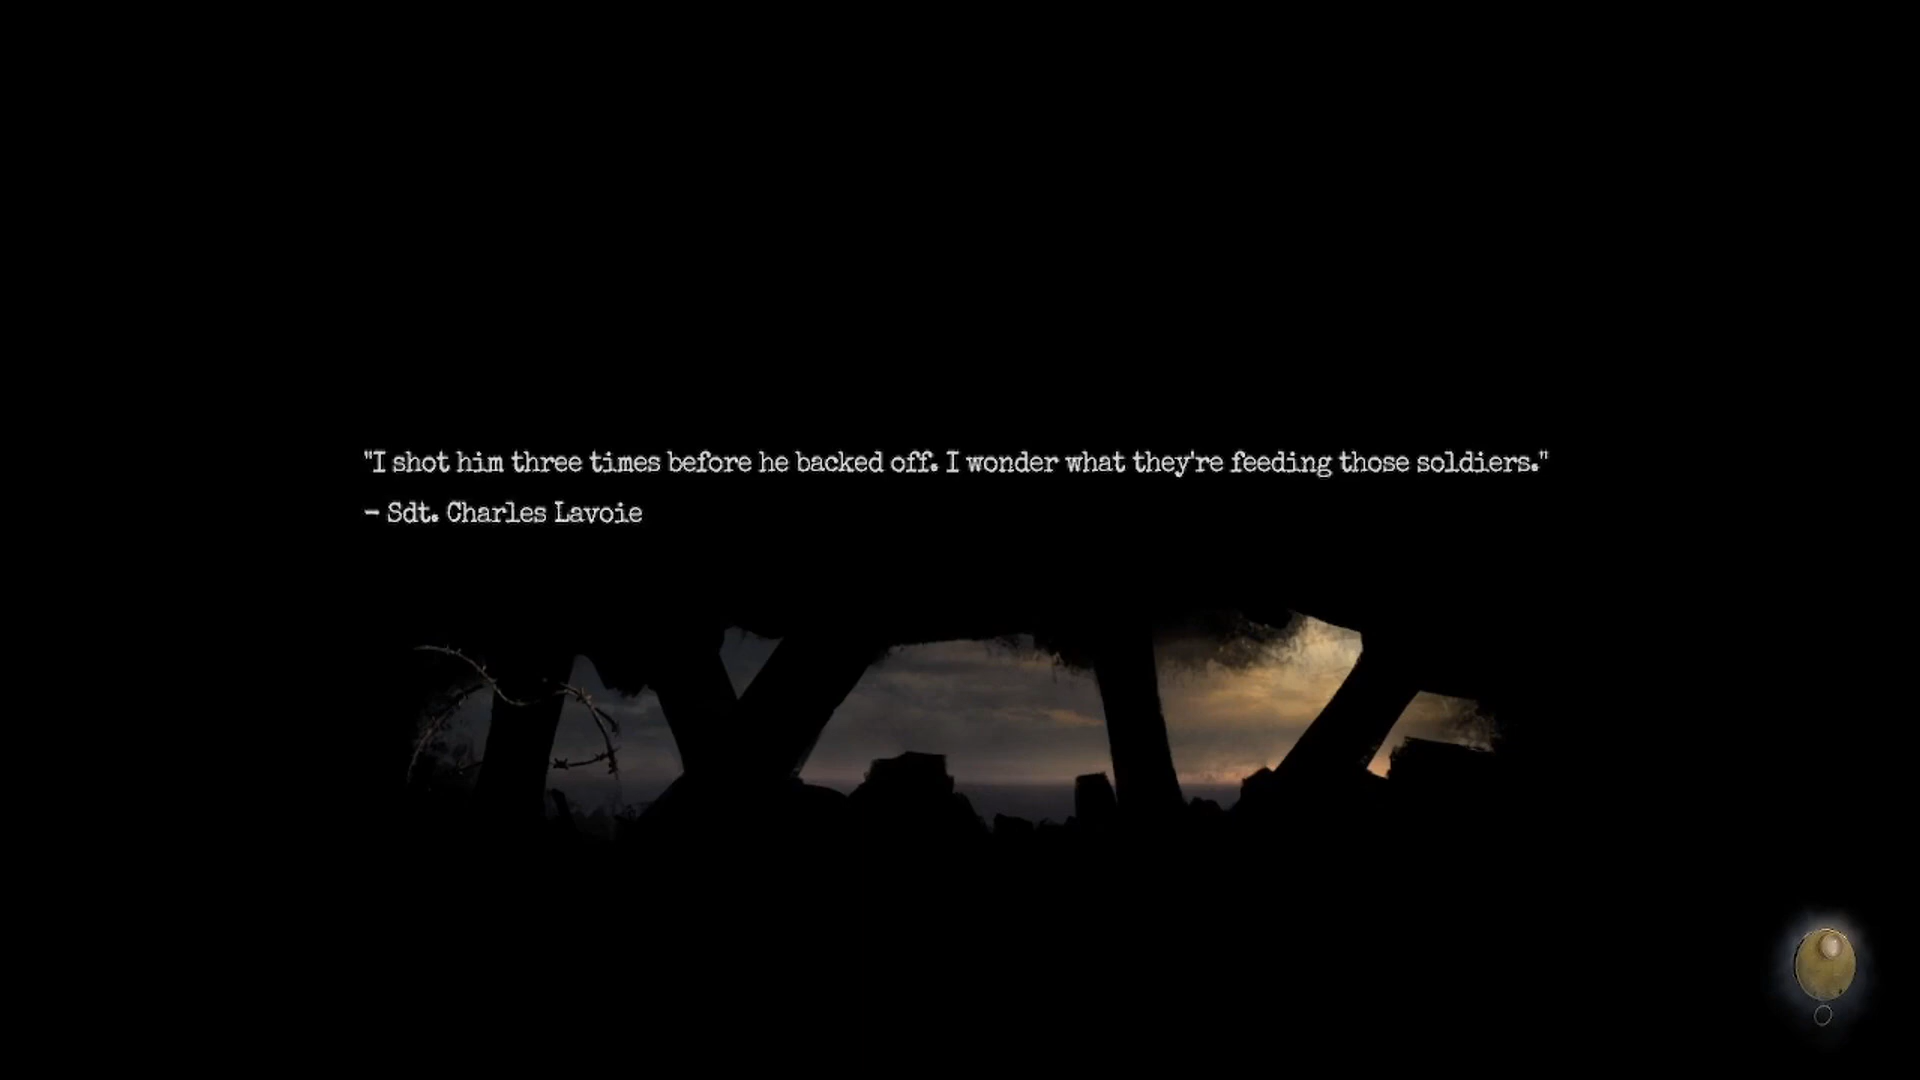 "I shot him three times before he backed off. I wonder what they're feeding those soldiers."
- Sdt. Charles Lavoie